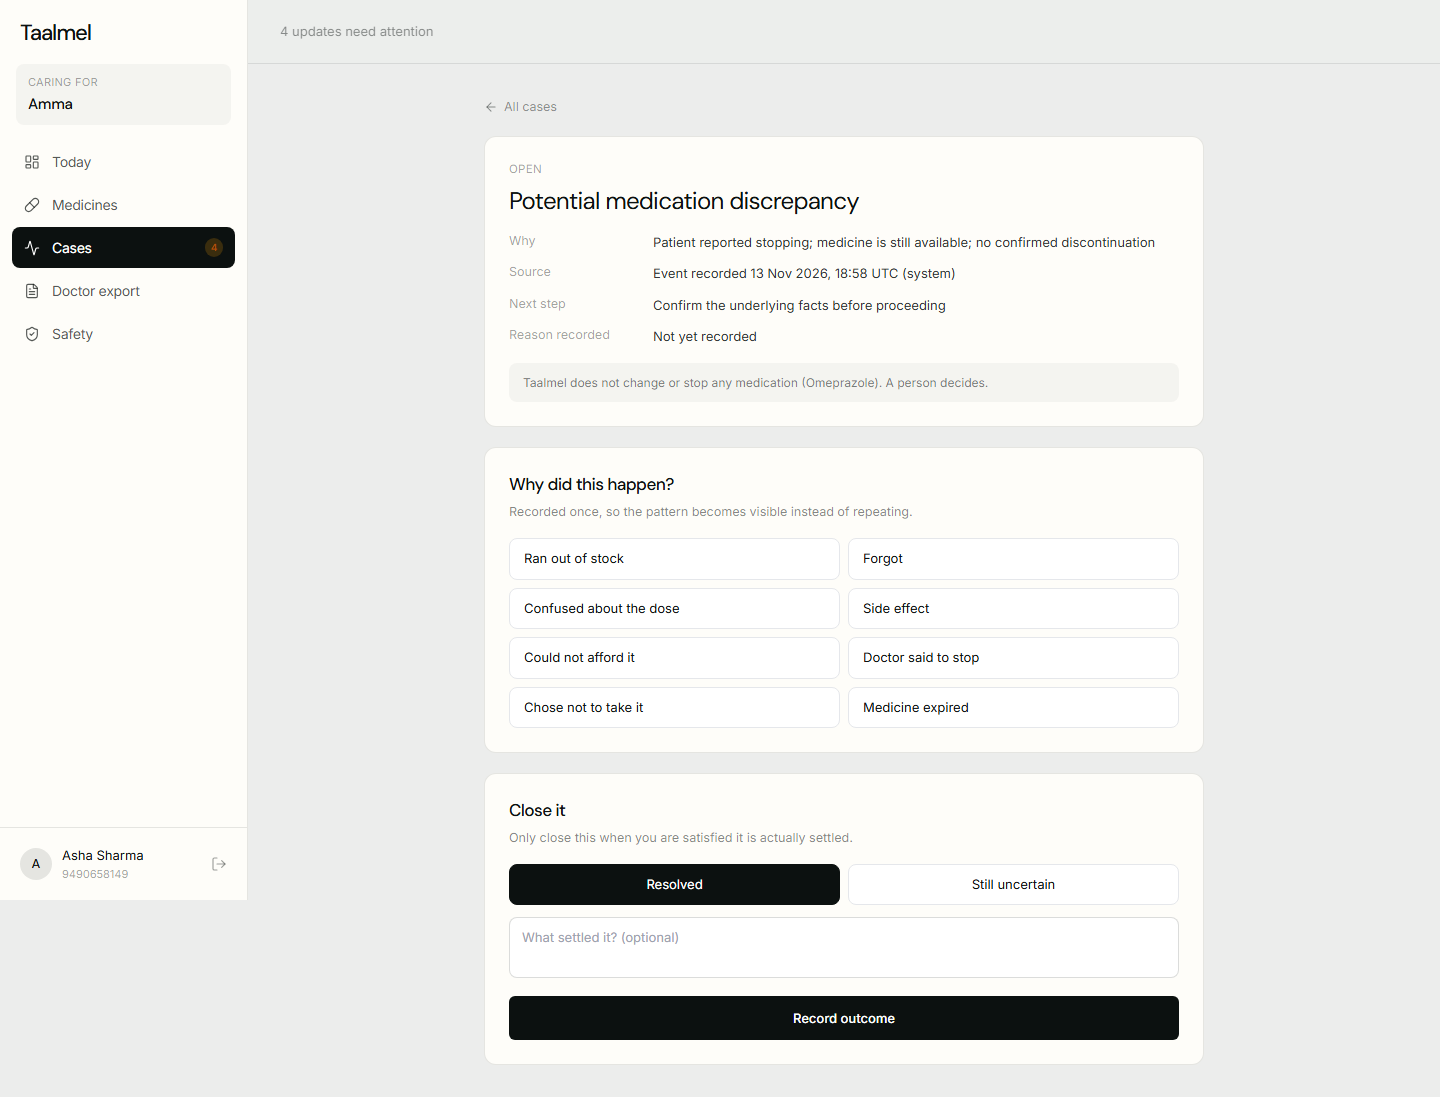 Taalmel
CARING FOR
Amma
Today
Medicines
Cases 4
Doctor export
Safety
Asha Sharma
A
9490658149
4 updates need attention
← All cases
OPEN
Potential medication discrepancy
Why Patient reported stopping; medicine is still available; no confirmed discontinuation
Source Event recorded 13 Nov 2026, 18:58 UTC (system)
Next step Confirm the underlying facts before proceeding
Reason recorded Not yet recorded
Taalmel does not change or stop any medication (Omeprazole). A person decides.
Why did this happen?
Recorded once, so the pattern becomes visible instead of repeating.
Ran out of stock Forgot
Confused about the dose Side effect
Could not afford it Doctor said to stop
Chose not to take it Medicine expired
Close it
Only close this when you are satisfied it is actually settled.
Resolved Still uncertain
What settled it? (optional)
Record outcome